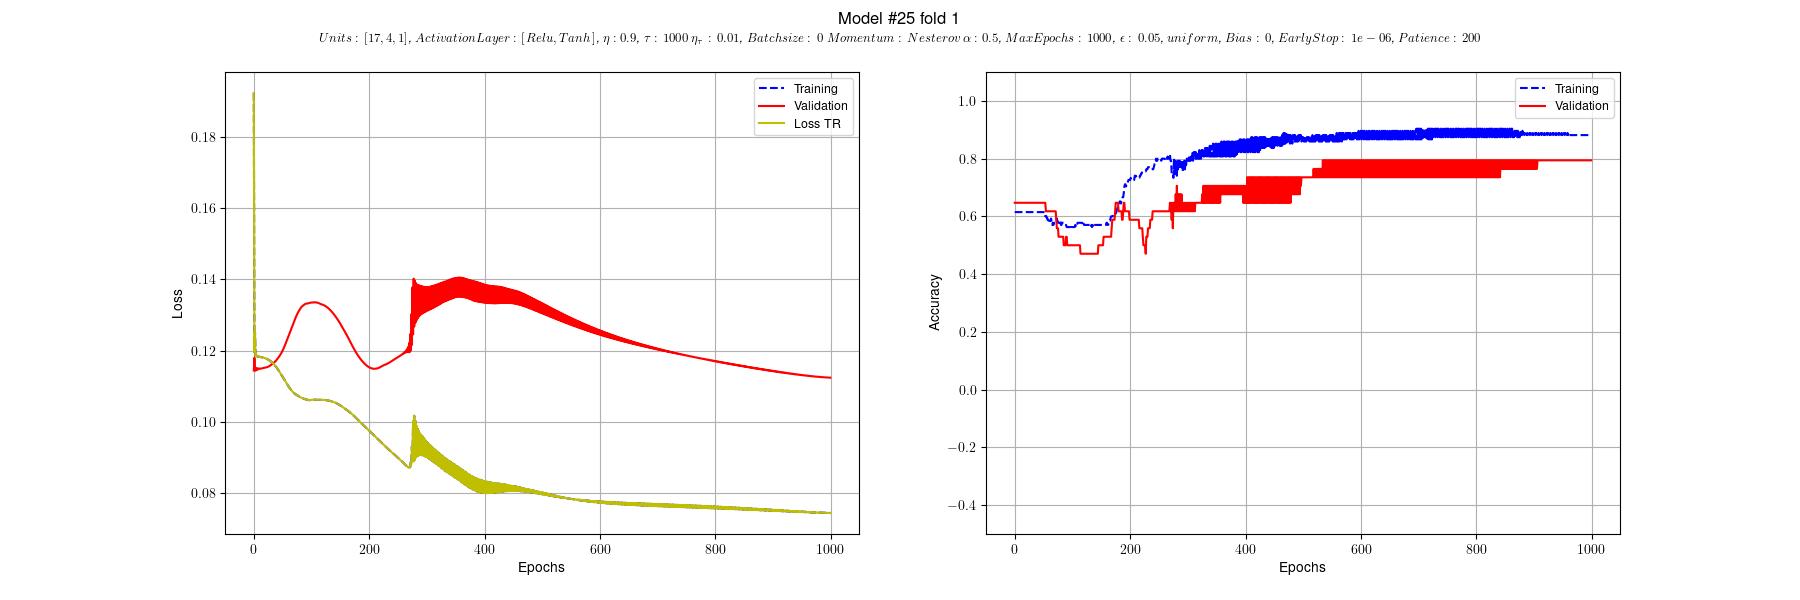 Model #25 fold 1
Units : [17, 4, 1], ActivationLayer : [Relu, Tanh], η : 0.9, τ : 1000 ητ : 0.01, Batchsize : 0 Momentum : Nesterov α : 0.5, MaxEpochs : 1000, ϵ : 0.05, uniform, Bias : 0, EarlyStop : 1e − 06, Patience : 200
Training
Validation
Loss TR
0.18
0.16
0.14
0.12
0.10
0.08
Loss
0 200 400 600 800 1000
Epochs
Training
Validation
1.0
0.8
0.6
0.4
0.2
0.0
−0.2
−0.4
Accuracy
0 200 400 600 800 1000
Epochs